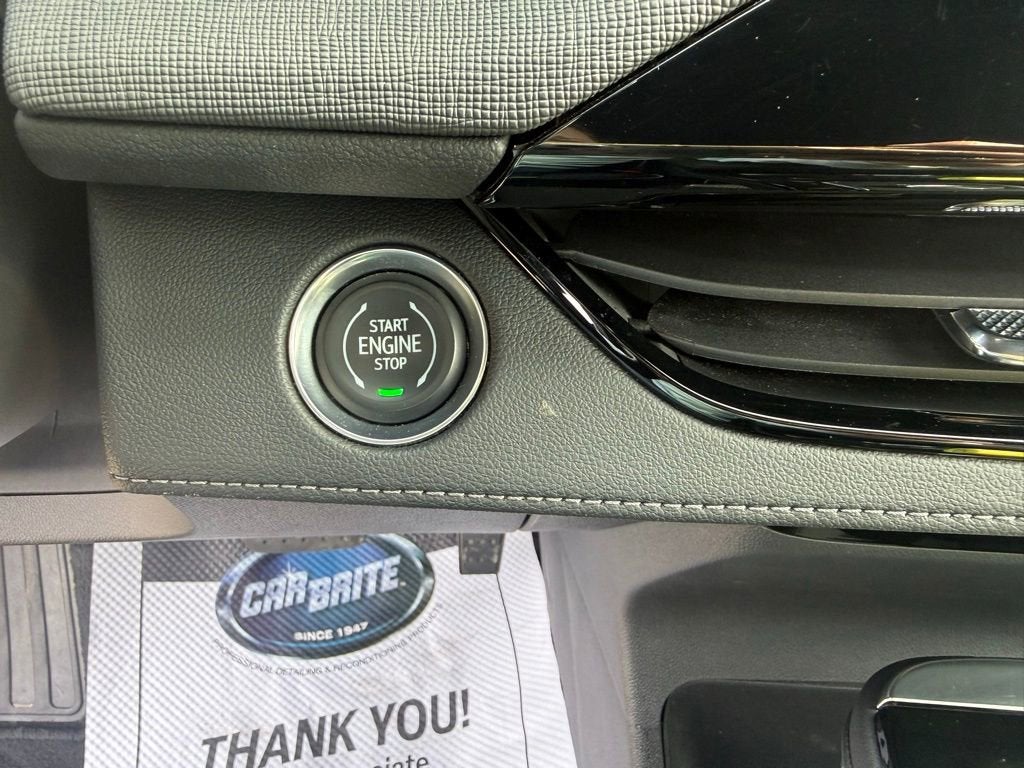 START
ENGINE
STOP
CAR BRITE
SINCE 1947
PROFESSIONAL DETAILING & RECONDITIONING PRODUCTS
THANK YOU!